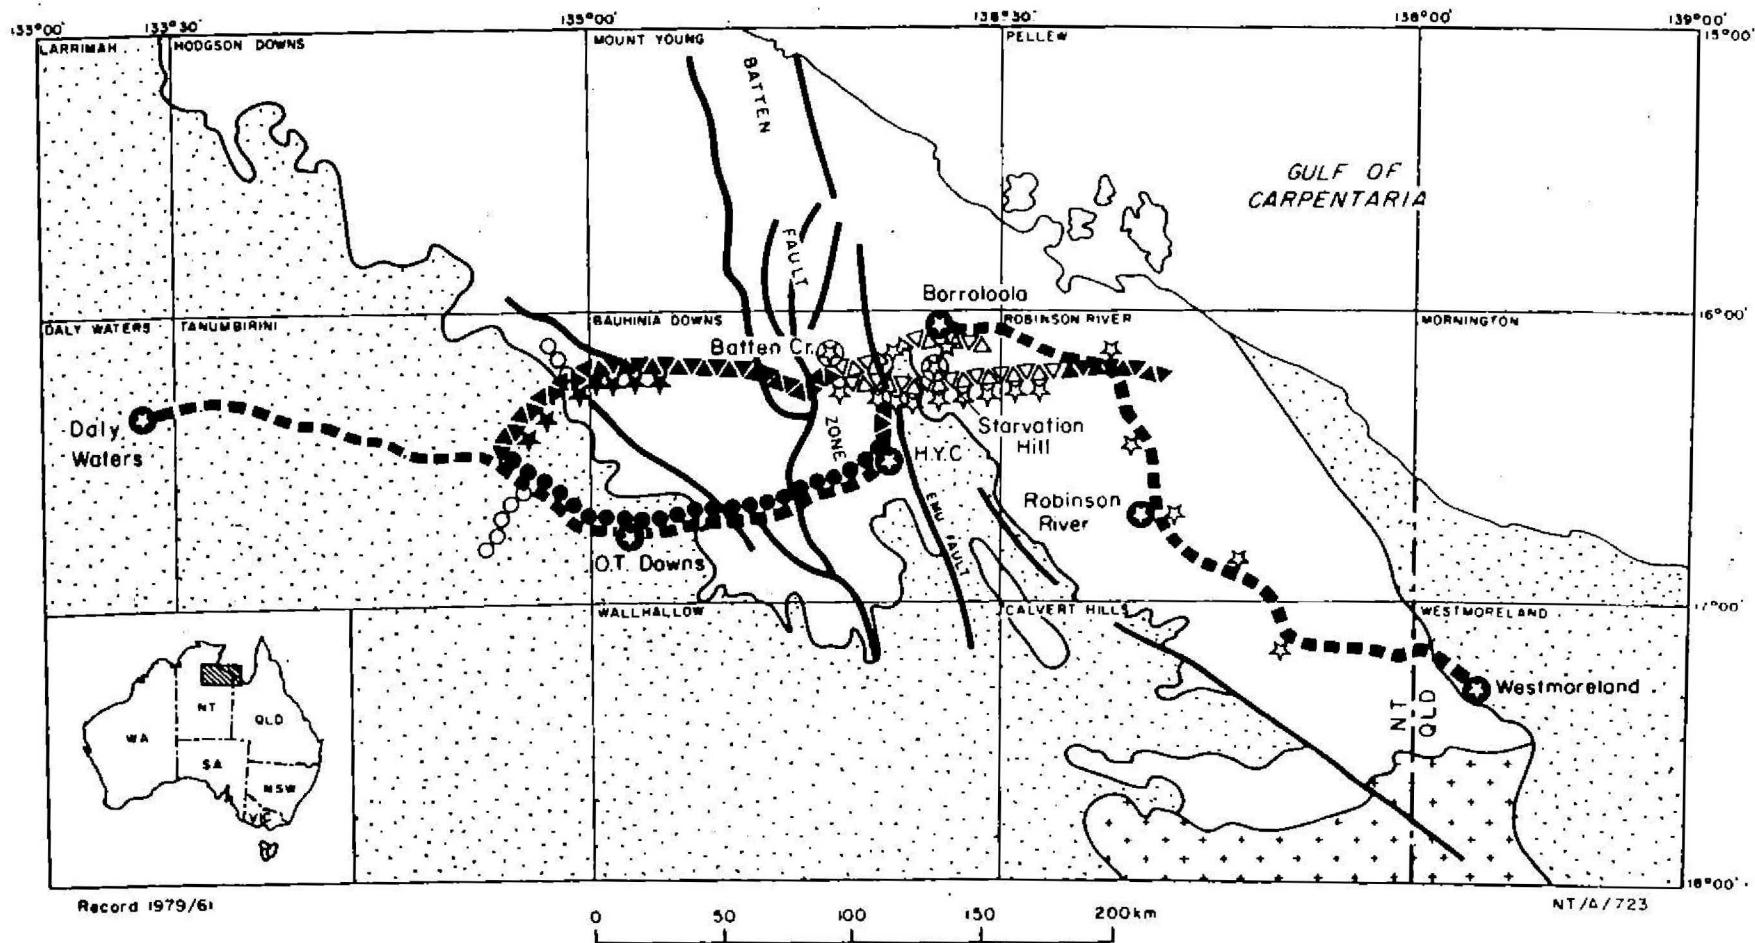 133°00'
133°30'
135°00'
136°30'
138°00'
139°00'
15°00'
LARRIMAH
HODGSON DOWNS
MOUNT YOUNG
PELLEW
BATTEN
FAULT
ZONE
GULF OF
CARPENTARIA
Borroloola
16°00'
DALY WATERS
TANUMBIRINI
BAUHINIA DOWNS
ROBINSON RIVER
MORNINGTON
Batten Cr.
Daly
Waters
Starvation
Hill
H.Y.C
EMU FAULT
Robinson
River
O.T. Downs
17°00'
WALLHALLOW
CALVERT HILLS
WESTMORELAND
Westmoreland
NT
QLD
WA
NT
QLD
SA
NSW
VIC
18°00'
Record 1979/61
0 50 100 150 200km
NT/A/723